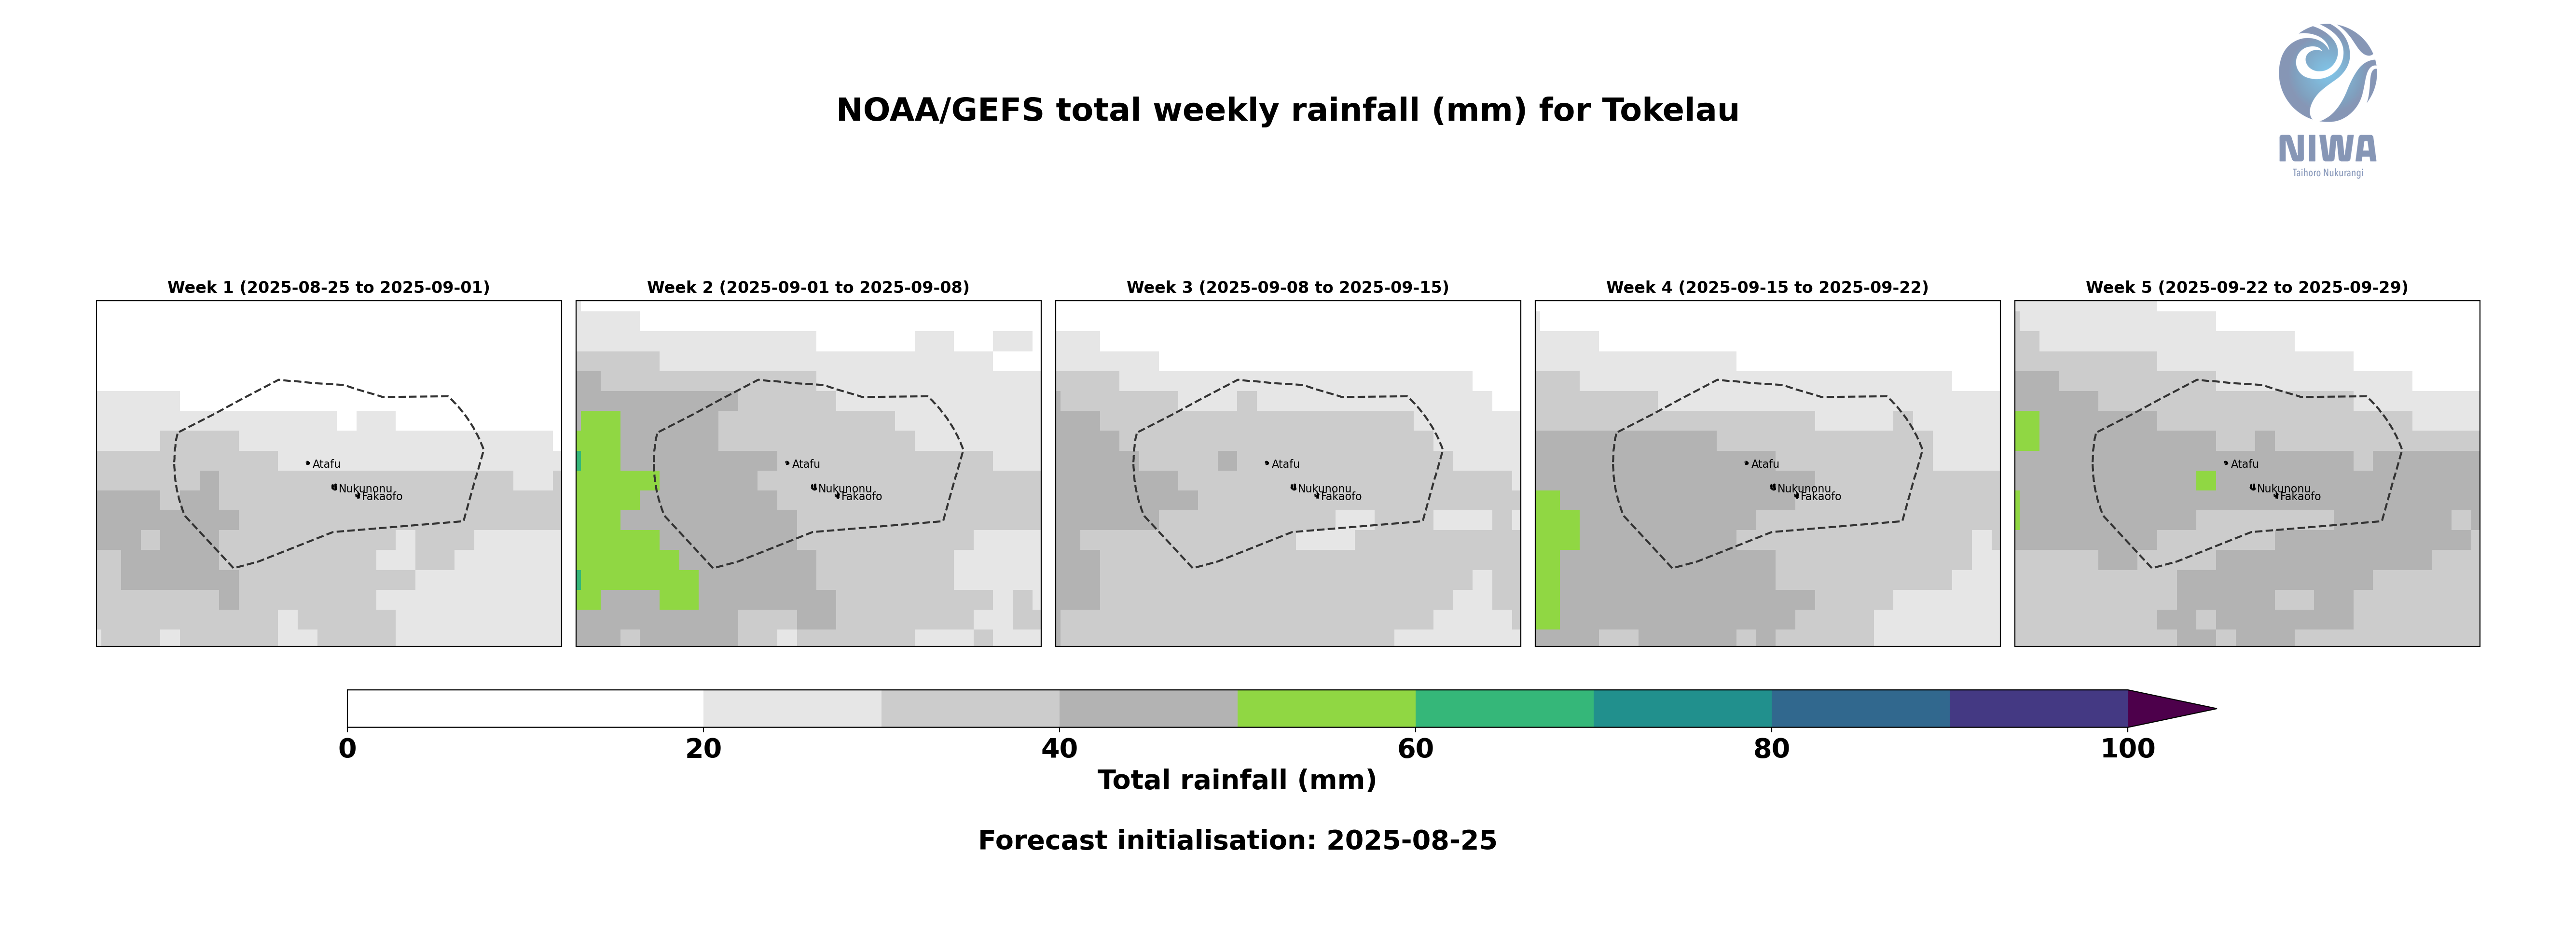 NOAA/GEFS total weekly rainfall (mm) for Tokelau
NIWA
Taihoro Nukurangi
Week 1 (2025-08-25 to 2025-09-01)
Week 2 (2025-09-01 to 2025-09-08)
Week 3 (2025-09-08 to 2025-09-15)
Week 4 (2025-09-15 to 2025-09-22)
Week 5 (2025-09-22 to 2025-09-29)
Atafu
Nukunonu
Fakaofo
Atafu
Nukunonu
Fakaofo
Atafu
Nukunonu
Fakaofo
Atafu
Nukunonu
Fakaofo
Atafu
Nukunonu
Fakaofo
0 20 40 60 80 100
Total rainfall (mm)
Forecast initialisation: 2025-08-25